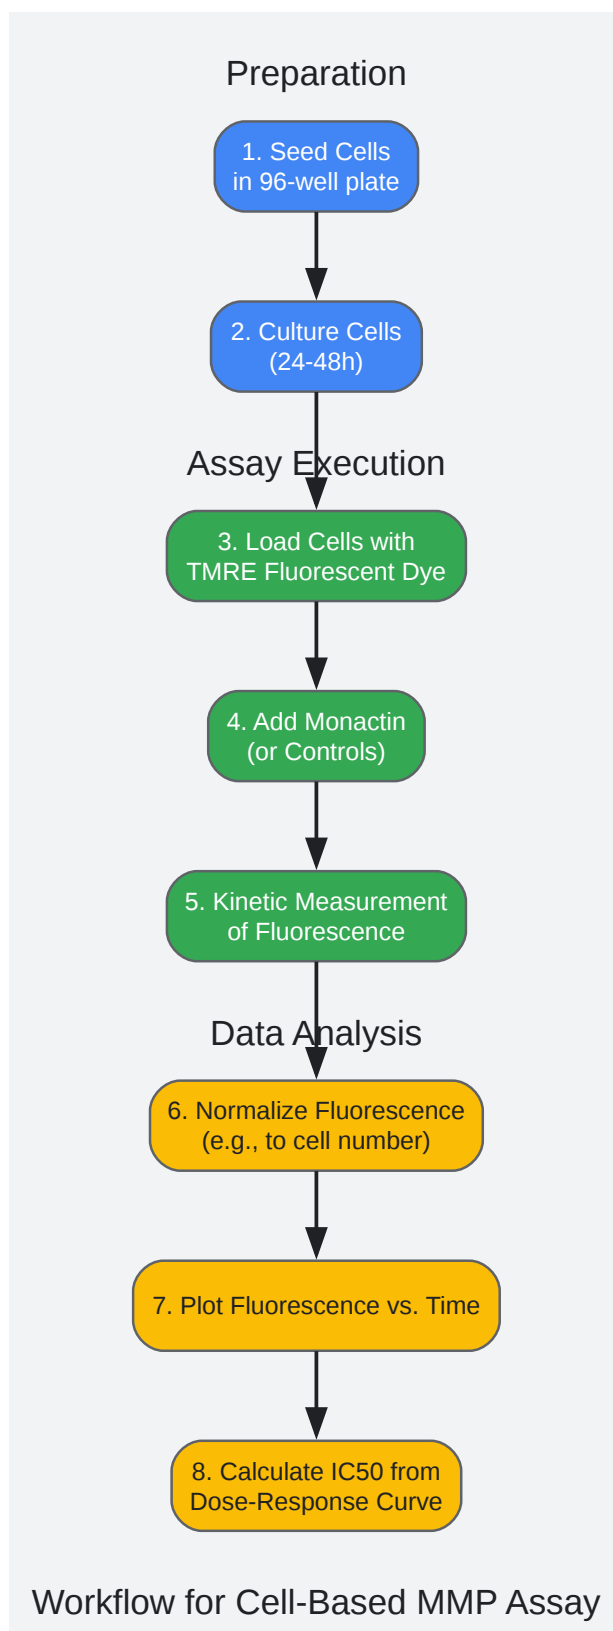 Preparation
1. Seed Cells
in 96-well plate
2. Culture Cells
(24-48h)
Assay Execution
3. Load Cells with
TMRE Fluorescent Dye
4. Add Monactin
(or Controls)
5. Kinetic Measurement
of Fluorescence
Data Analysis
6. Normalize Fluorescence
(e.g., to cell number)
7. Plot Fluorescence vs. Time
8. Calculate IC50 from
Dose-Response Curve
Workflow for Cell-Based MMP Assay